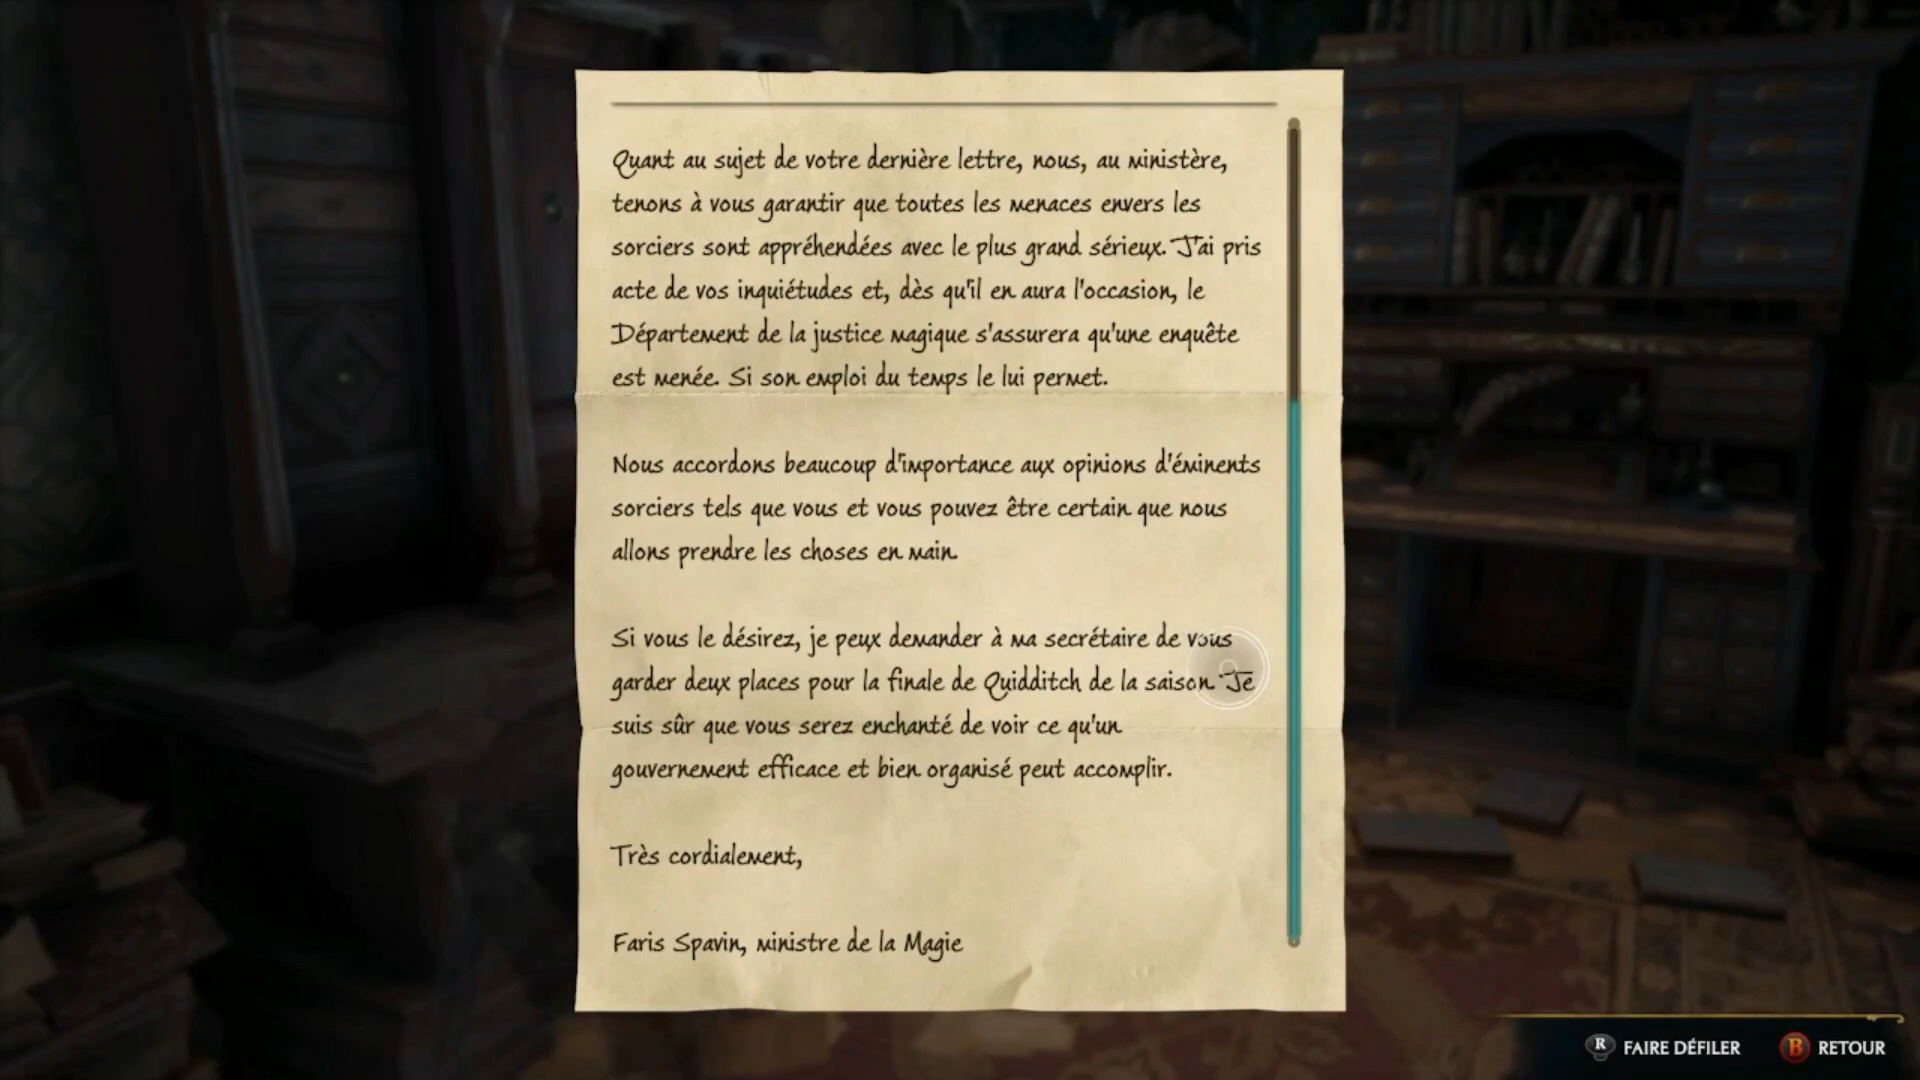 Quant au sujet de votre dernière lettre, nous, au ministère,
tenons à vous garantir que toutes les menaces envers les
sorciers sont appréhendées avec le plus grand sérieux. J'ai pris
acte de vos inquiétudes et, dès qu'il en aura l'occasion, le
Département de la justice magique s'assurera qu'une enquête
est menée. Si son emploi du temps le lui permet.
Nous accordons beaucoup d'importance aux opinions d'éminents
sorciers tels que vous et vous pouvez être certain que nous
allons prendre les choses en main.
Si vous le désirez, je peux demander à ma secrétaire de vous
garder deux places pour la finale de Quidditch de la saison. Je
suis sûr que vous serez enchanté de voir ce qu'un
gouvernement efficace et bien organisé peut accomplir.
Très cordialement,
Faris Spavin, ministre de la Magie
R FAIRE DÉFILER B RETOUR